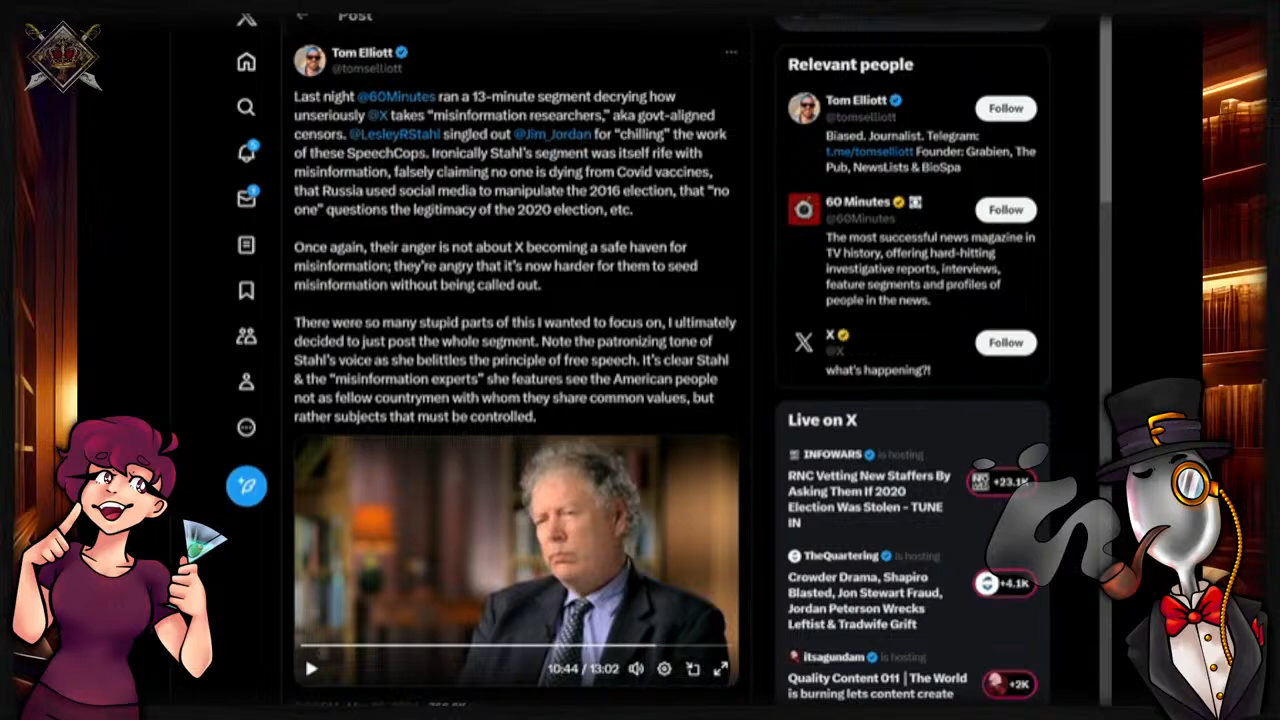 Post
Tom Elliott
@tomselliott
Last night @60Minutes ran a 13-minute segment decrying how
unseriously @X takes “misinformation researchers,” aka govt-aligned
censors. @LesleyRStahl singled out @Jim_Jordan for “chilling” the work
of these SpeechCops. Ironically Stahl’s segment was itself rife with
misinformation, falsely claiming no one is dying from Covid vaccines,
that Russia used social media to manipulate the 2016 election, that “no
one” questions the legitimacy of the 2020 election, etc.
Once again, their anger is not about X becoming a safe haven for
misinformation; they’re angry that it’s now harder for them to seed
misinformation without being called out.
There were so many stupid parts of this I wanted to focus on, I ultimately
decided to just post the whole segment. Note the patronizing tone of
Stahl’s voice as she belittles the principle of free speech. It’s clear Stahl
& the “misinformation experts” she features see the American people
not as fellow countrymen with whom they share common values, but
rather subjects that must be controlled.
10:44 / 13:02
Relevant people
Tom Elliott
@tomselliott
Follow
Biased. Journalist. Telegram:
t.me/tomselliott Founder: Grabien, The
Pub, NewsLists & BioSpa
60 Minutes
@60Minutes
Follow
The most successful news magazine in
TV history, offering hard-hitting
investigative reports, interviews,
feature segments and profiles of
people in the news.
X
@X
Follow
what's happening?!
Live on X
INFOWARS is hosting
RNC Vetting New Staffers By
Asking Them If 2020
Election Was Stolen - TUNE
IN
+23.1K
TheQuartering is hosting
Crowder Drama, Shapiro
Blasted, Jon Stewart Fraud,
Jordan Peterson Wrecks
Leftist & Tradwife Grift
+4.1K
itsagundam is hosting
Quality Content 011 | The World
is burning lets content create
+2K